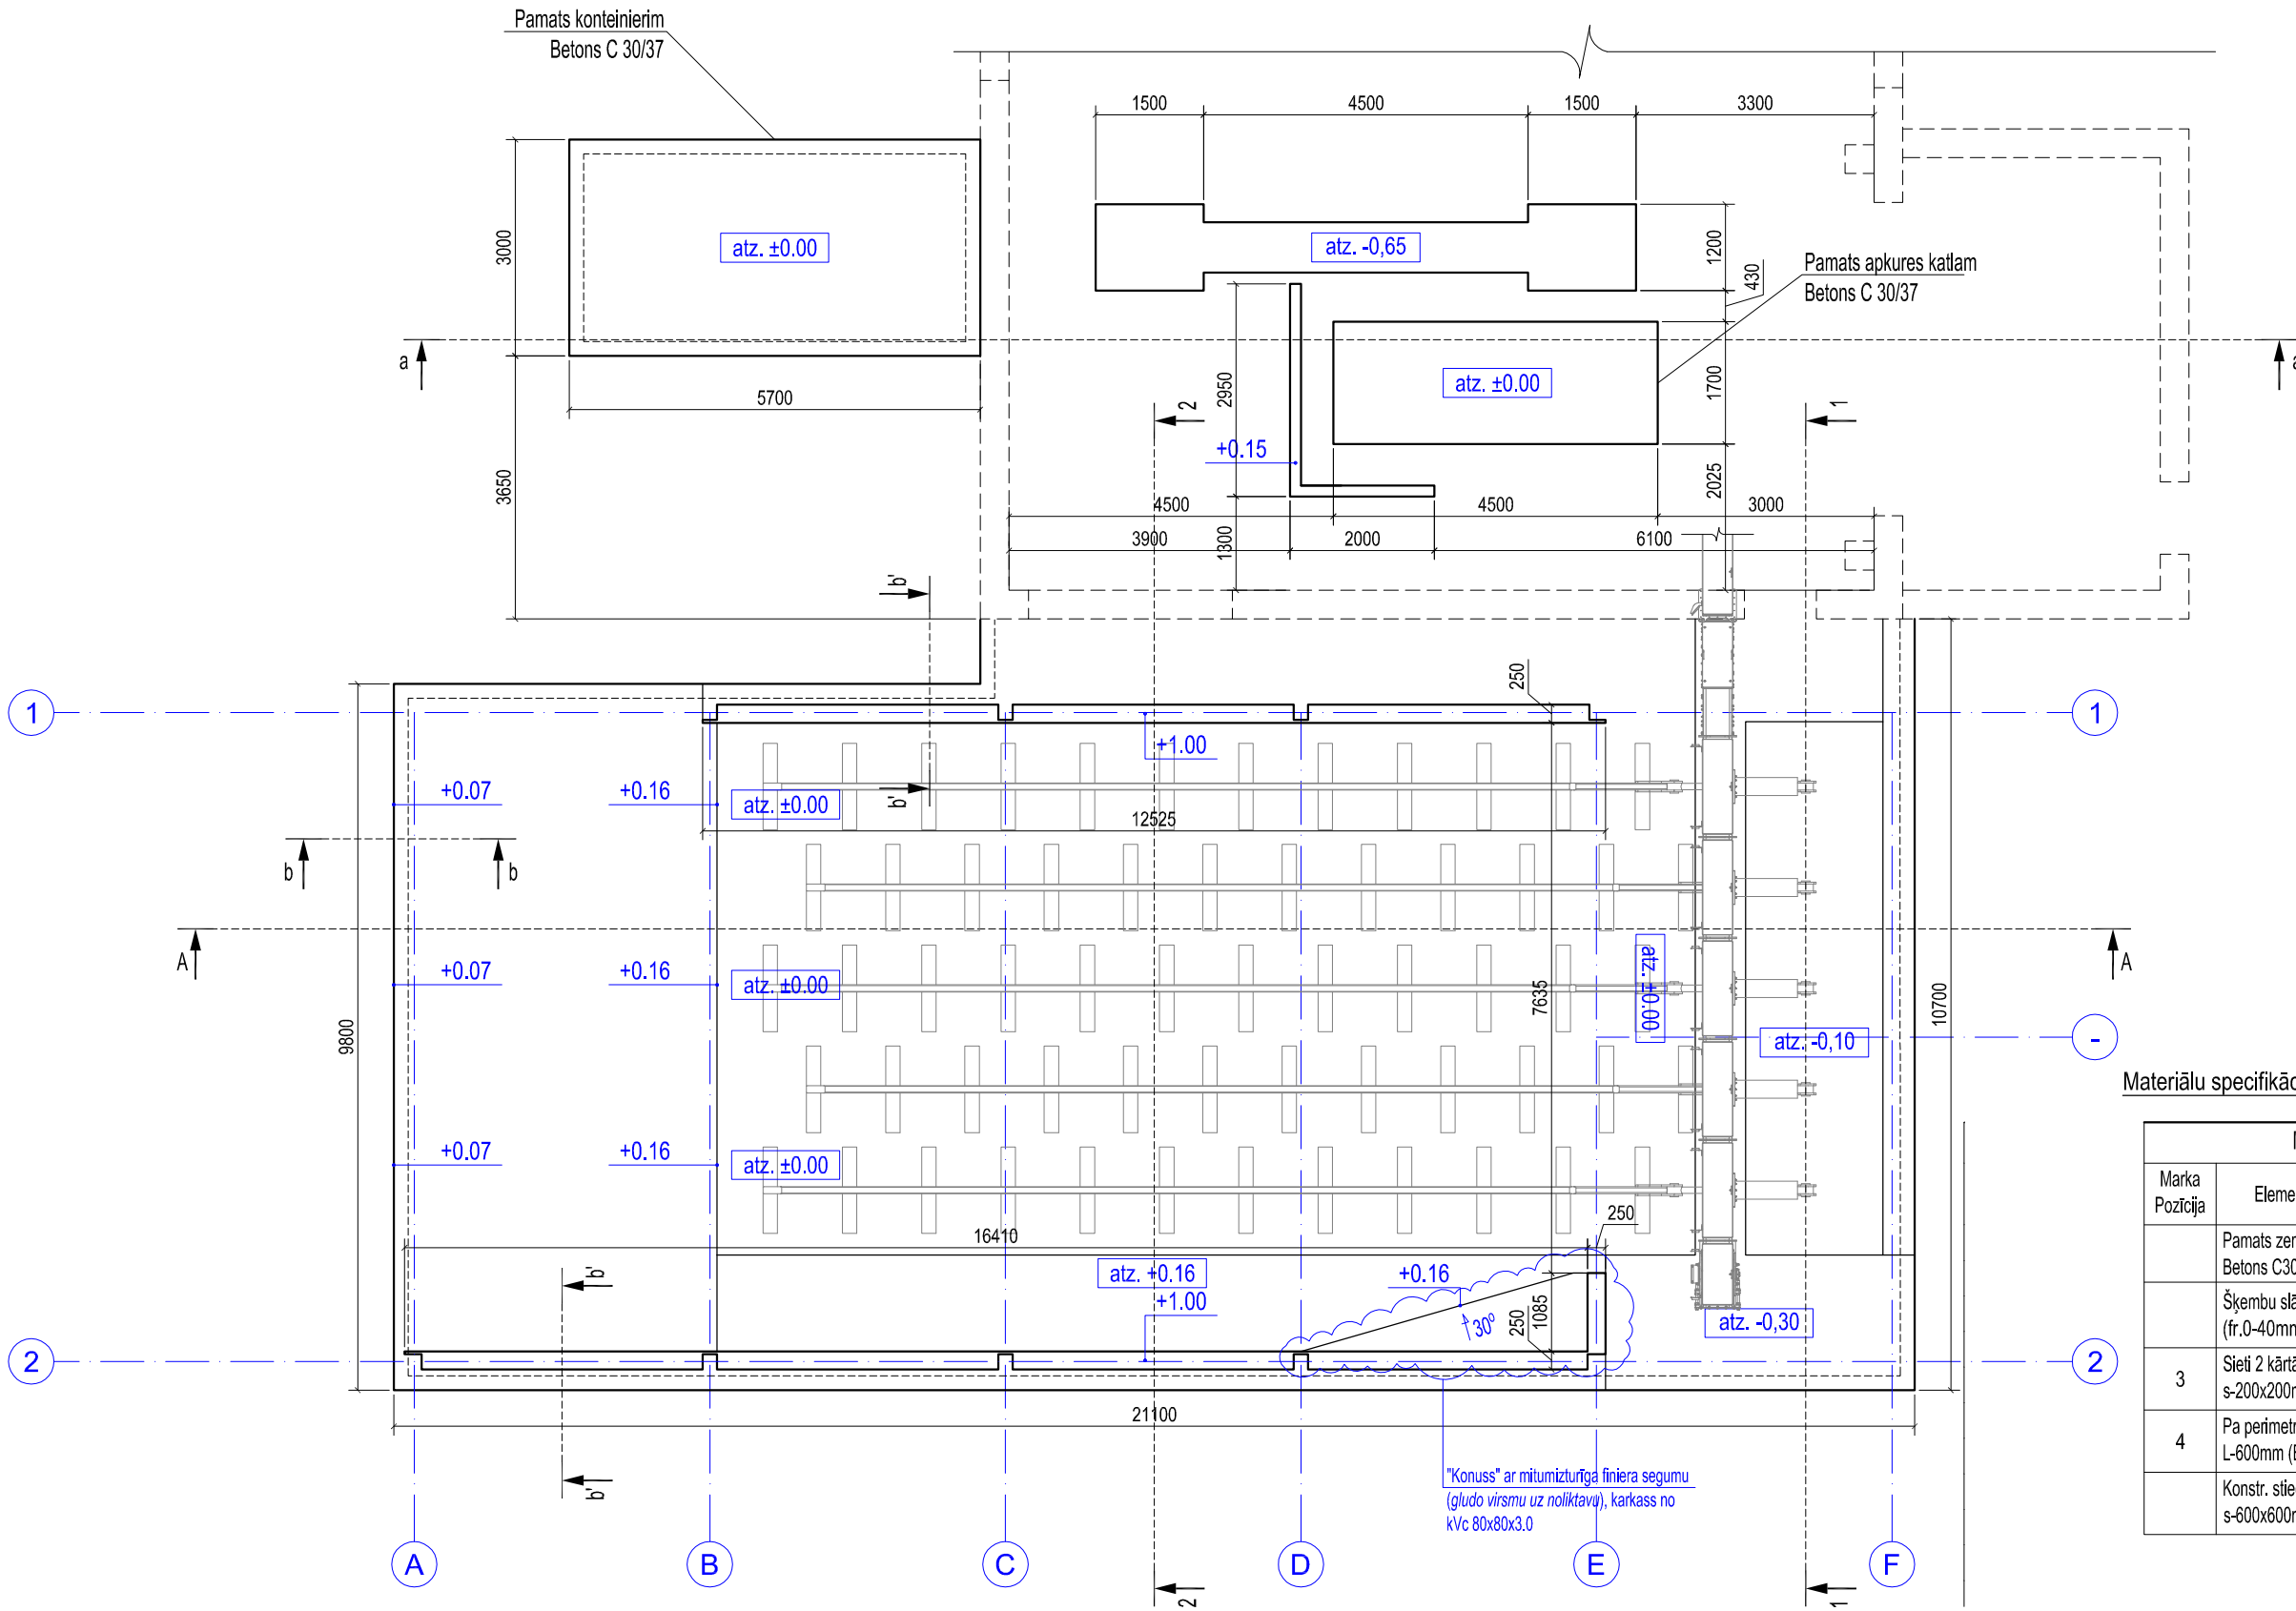 Pamats konteinierim
Betons C 30/37
1500
4500
1500
3300
3000
atz. ±0.00
atz. -0,65
1200
430
Pamats apkures katlam
Betons C 30/37
a
a
5700
2950
atz. ±0.00
1700
2
1
+0.15
3650
2025
4500
4500
3000
3900
1300
2000
6100
b'
250
1
1
+1.00
+0.07
+0.16
atz. ±0.00
b'
12525
b
b
A
A
+0.07
+0.16
atz. ±0.00
7635
atz. ±0.00
10700
9800
atz. -0,10
-
Materiālu specifikāc
Marka
Pozīcija
Eleme
Pamats zer
Betons C30
Šķembu slā
(fr.0-40mm
3
Sieti 2 kārtā
s-200x200m
4
Pa perimetr
L-600mm (B
Konstr. stie
s-600x600m
+0.07
+0.16
atz. ±0.00
250
16410
b'
atz. +0.16
+0.16
+1.00
250
1085
30°
atz. -0,30
2
2
21100
b'
"Konuss" ar mitumizturīga finiera segumu
(gludo virsmu uz noliktavu), karkass no
kVc 80x80x3.0
A
B
C
D
E
F
2
1